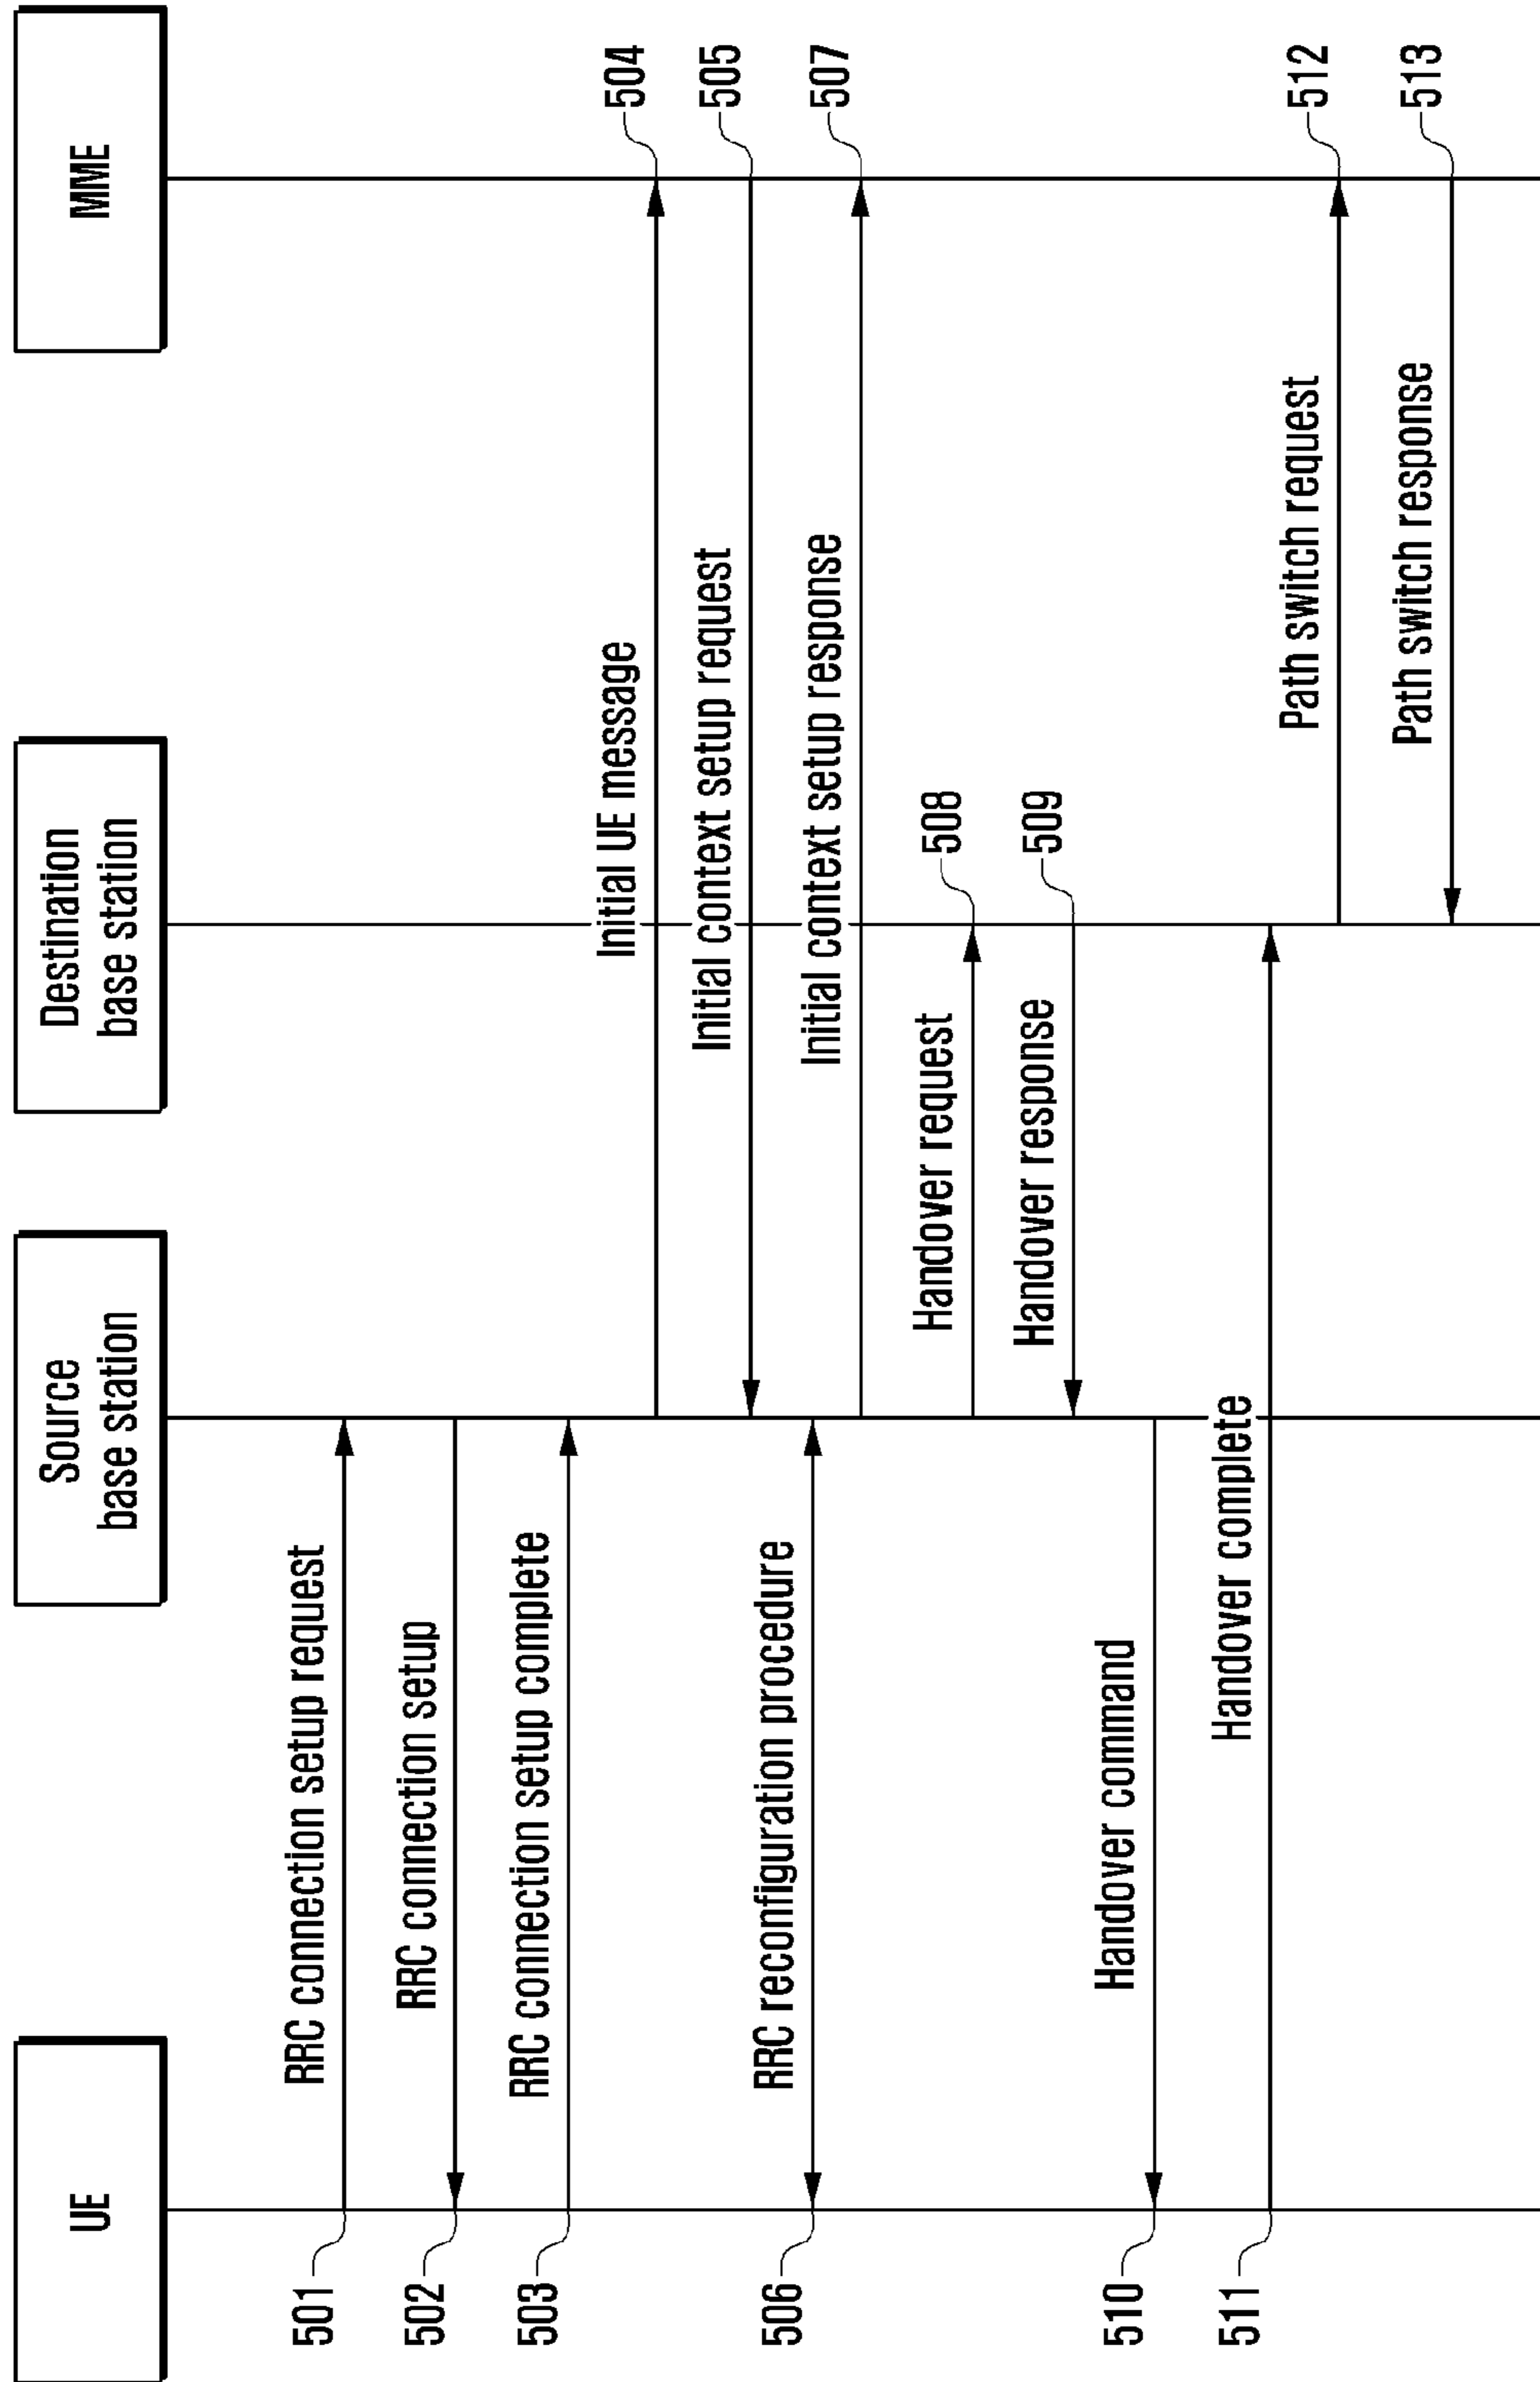 UE
Source
base station
Destination
base station
MME
501
RRC connection setup request
502
RRC connection setup
503
RRC connection setup complete
Initial UE message
504
Initial context setup request
505
506
RRC reconfiguration procedure
Initial context setup response
507
Handover request
508
Handover response
509
510
Handover command
511
Handover complete
Path switch request
512
Path switch response
513